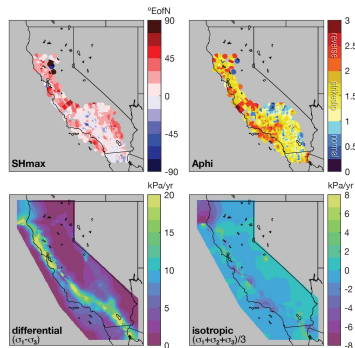 ºEofN
90
45
0
-45
-90
SHmax
3
2.5
2
1.5
1
0.5
0
reverse
strike-slip
normal
Aphi
kPa/yr
20
15
10
5
0
differential
(σ₁-σ₃)
kPa/yr
8
6
4
2
0
-2
-4
-6
-8
isotropic
(σ₁+σ₂+σ₃)/3